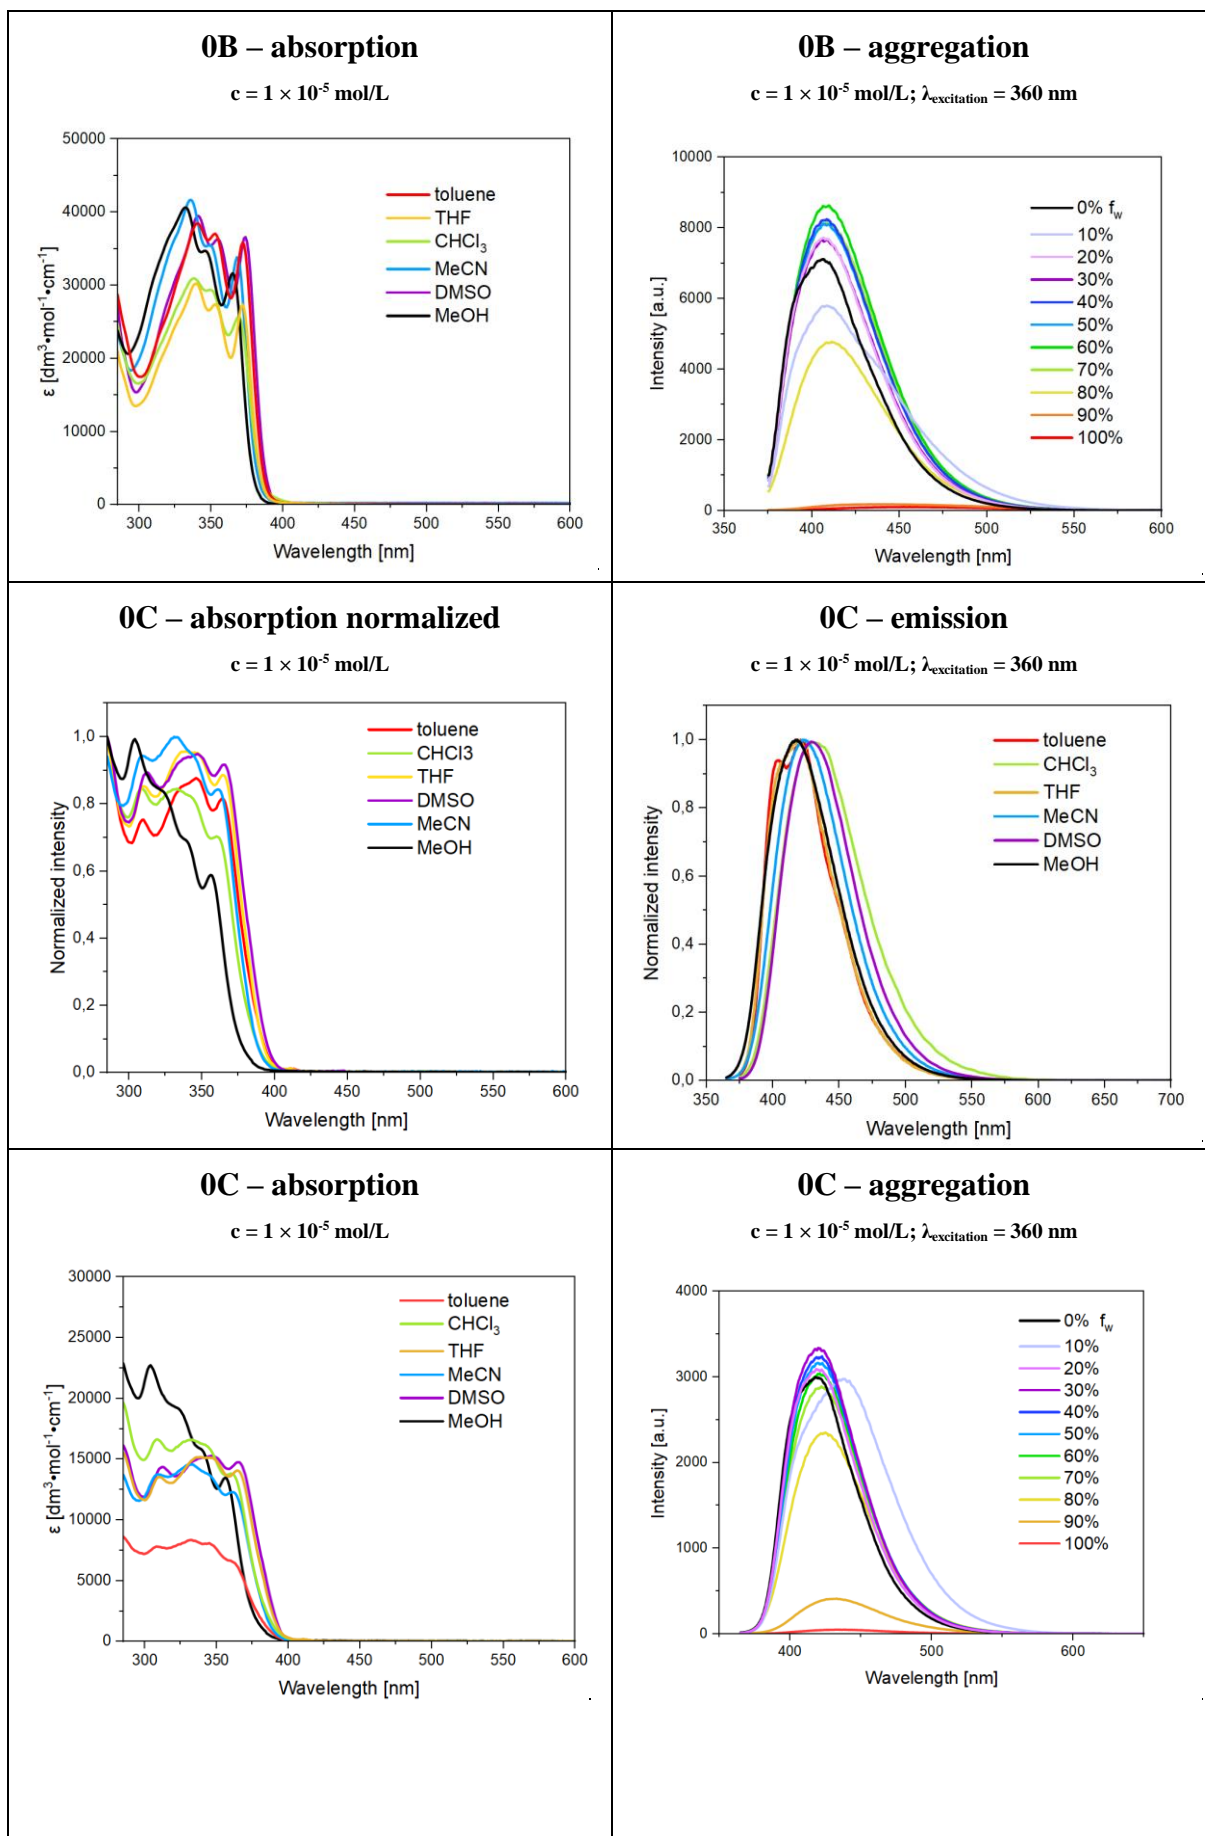 0B – absorption
c = 1 × 10⁻⁵ mol/L
50000
40000
30000
20000
10000
0
ε [dm³•mol⁻¹•cm⁻¹]
toluene
THF
CHCl₃
MeCN
DMSO
MeOH
300 350 400 450 500 550 600
Wavelength [nm]
0B – aggregation
c = 1 × 10⁻⁵ mol/L; λexcitation = 360 nm
10000
8000
6000
4000
2000
0
Intensity [a.u.]
0% fw
10%
20%
30%
40%
50%
60%
70%
80%
90%
100%
350 400 450 500 550 600
Wavelength [nm]
0C – absorption normalized
c = 1 × 10⁻⁵ mol/L
1,0
0,8
0,6
0,4
0,2
0,0
Normalized intensity
toluene
CHCl3
THF
DMSO
MeCN
MeOH
300 350 400 450 500 550 600
Wavelength [nm]
0C – emission
c = 1 × 10⁻⁵ mol/L; λexcitation = 360 nm
1,0
0,8
0,6
0,4
0,2
0,0
Normalized intensity
toluene
CHCl₃
THF
MeCN
DMSO
MeOH
350 400 450 500 550 600 650 700
Wavelength [nm]
0C – absorption
c = 1 × 10⁻⁵ mol/L
30000
25000
20000
15000
10000
5000
0
ε [dm³•mol⁻¹•cm⁻¹]
toluene
CHCl₃
THF
MeCN
DMSO
MeOH
300 350 400 450 500 550 600
Wavelength [nm]
0C – aggregation
c = 1 × 10⁻⁵ mol/L; λexcitation = 360 nm
4000
3000
2000
1000
0
Intensity [a.u.]
0% fw
10%
20%
30%
40%
50%
60%
70%
80%
90%
100%
400 500 600
Wavelength [nm]